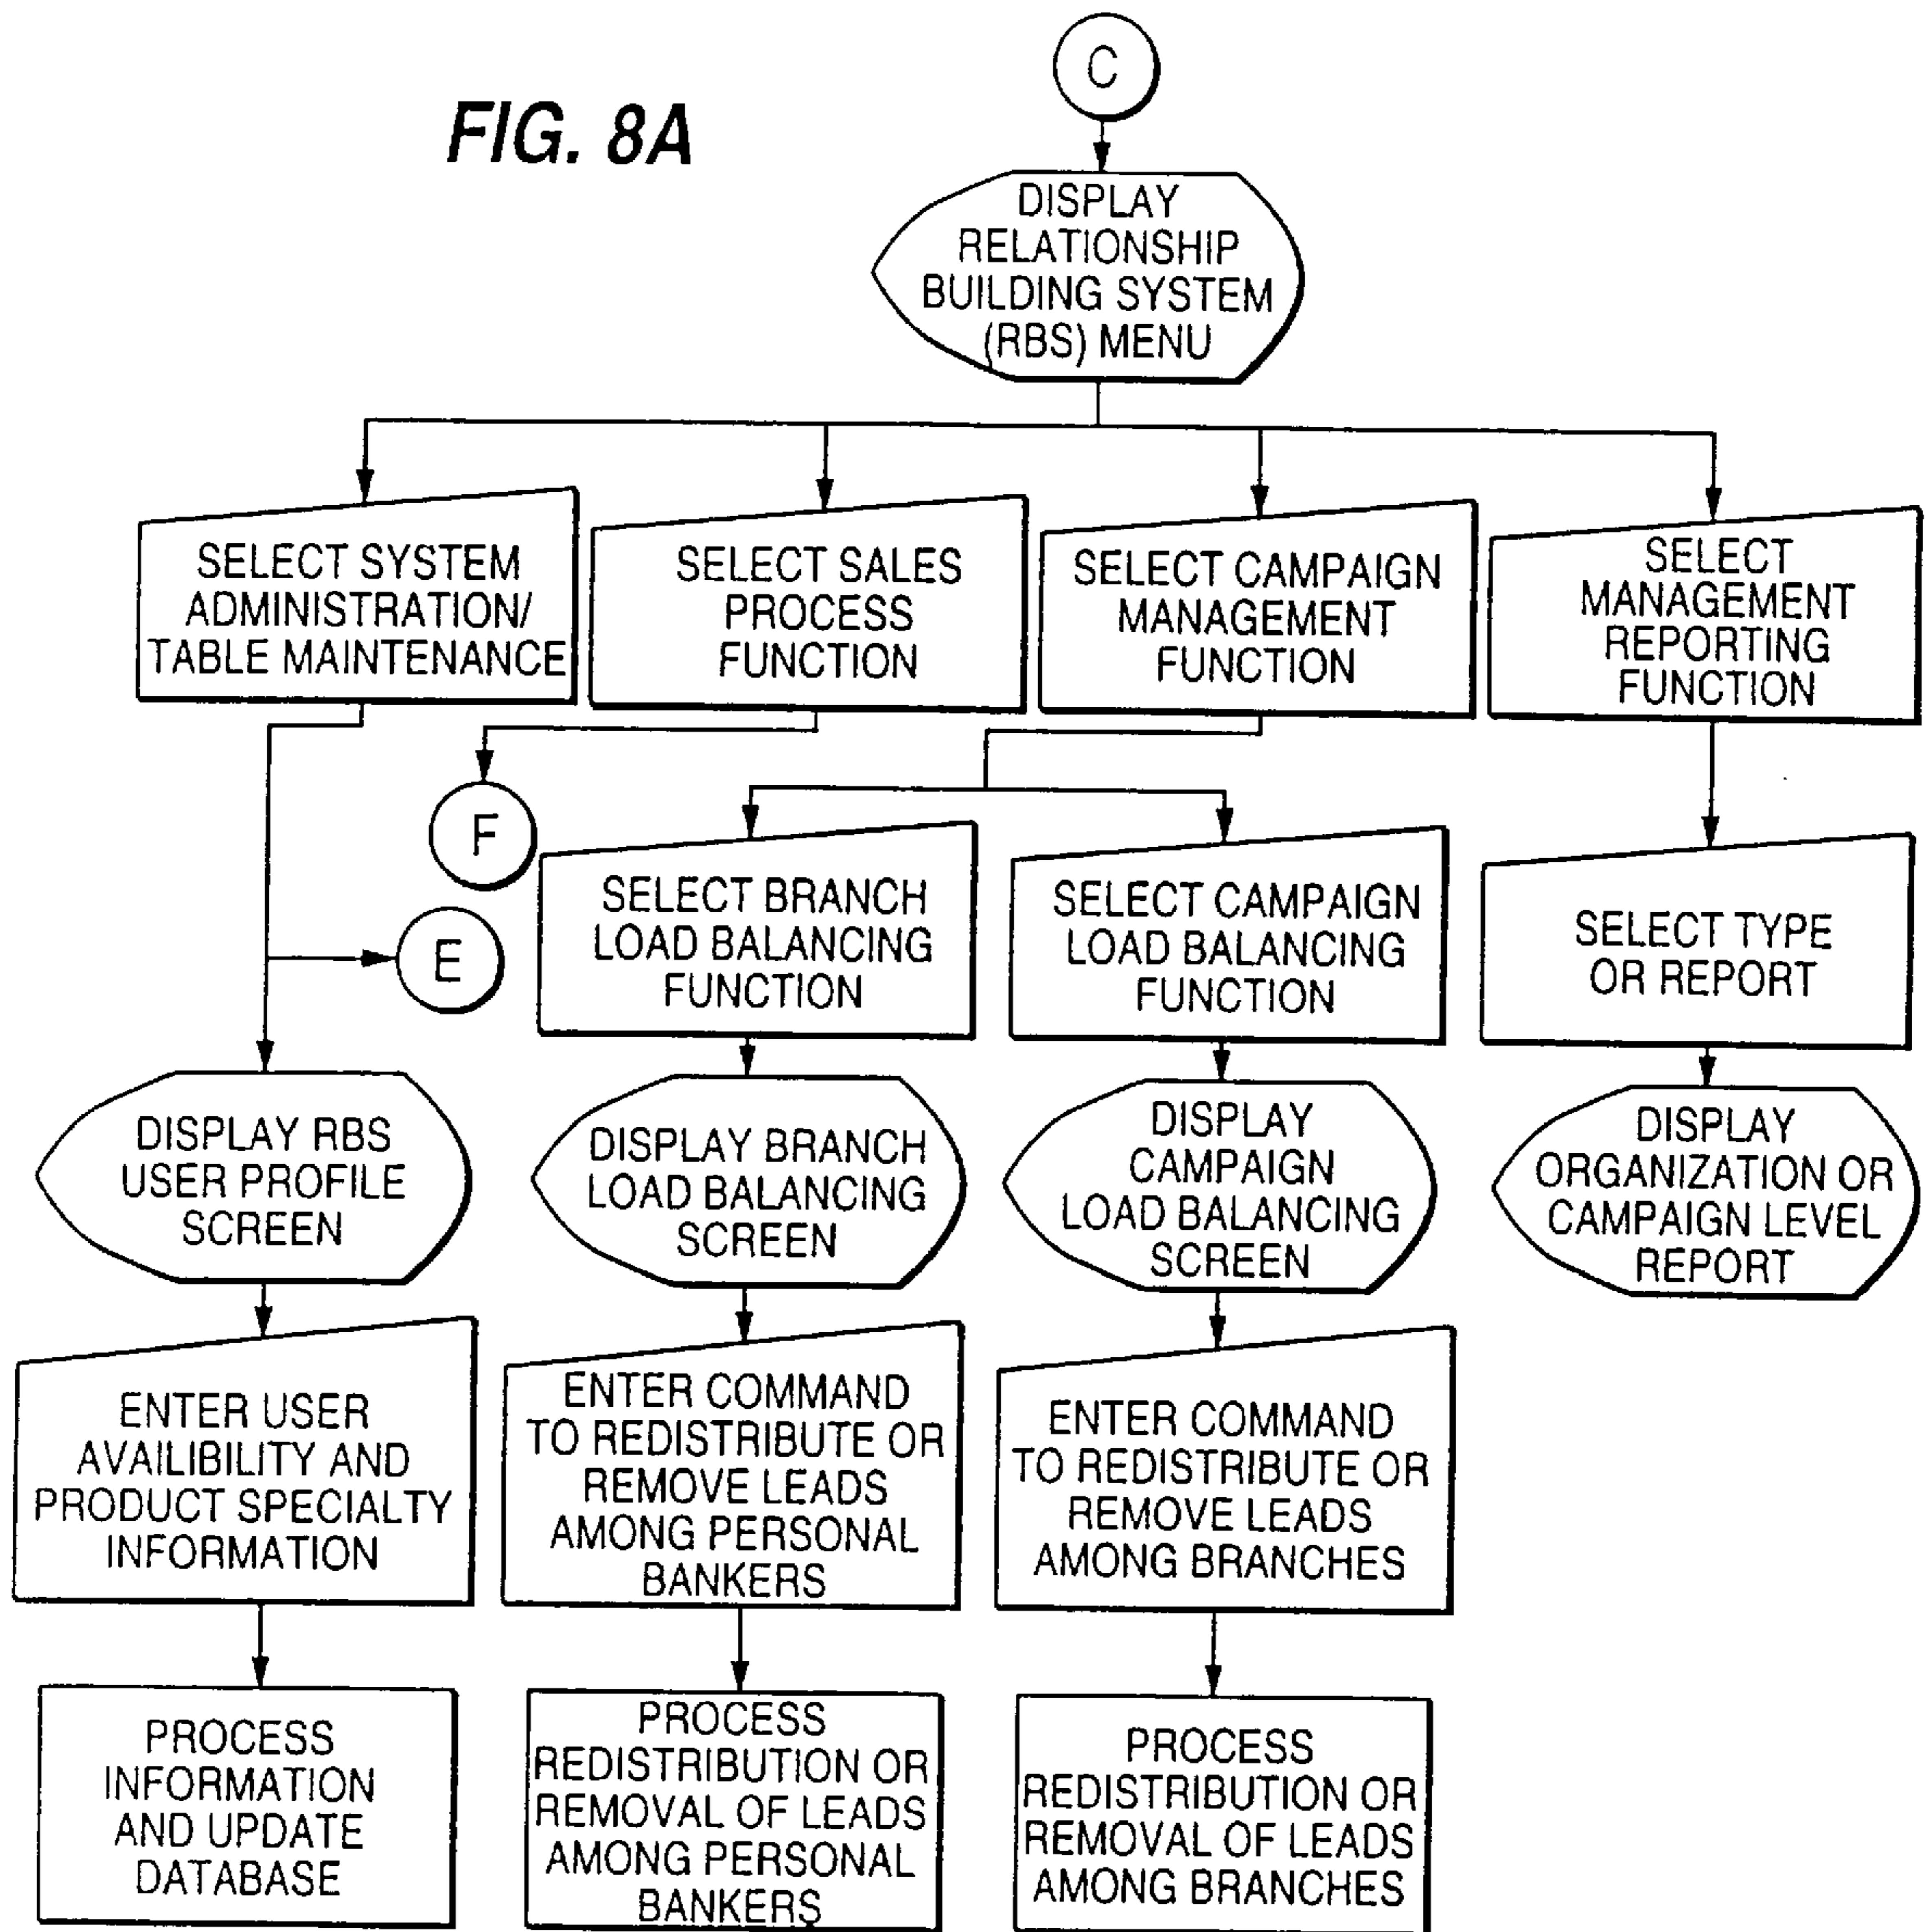 C
FIG. 8A
DISPLAY
RELATIONSHIP
BUILDING SYSTEM
(RBS) MENU
SELECT SYSTEM
ADMINISTRATION/
TABLE MAINTENANCE
SELECT SALES
PROCESS
FUNCTION
SELECT CAMPAIGN
MANAGEMENT
FUNCTION
SELECT
MANAGEMENT
REPORTING
FUNCTION
F
E
SELECT BRANCH
LOAD BALANCING
FUNCTION
SELECT CAMPAIGN
LOAD BALANCING
FUNCTION
SELECT TYPE
OR REPORT
DISPLAY RBS
USER PROFILE
SCREEN
DISPLAY BRANCH
LOAD BALANCING
SCREEN
DISPLAY
CAMPAIGN
LOAD BALANCING
SCREEN
DISPLAY
ORGANIZATION OR
CAMPAIGN LEVEL
REPORT
ENTER USER
AVAILIBILITY AND
PRODUCT SPECIALTY
INFORMATION
ENTER COMMAND
TO REDISTRIBUTE OR
REMOVE LEADS
AMONG PERSONAL
BANKERS
ENTER COMMAND
TO REDISTRIBUTE OR
REMOVE LEADS
AMONG BRANCHES
PROCESS
INFORMATION
AND UPDATE
DATABASE
PROCESS
REDISTRIBUTION OR
REMOVAL OF LEADS
AMONG PERSONAL
BANKERS
PROCESS
REDISTRIBUTION OR
REMOVAL OF LEADS
AMONG BRANCHES